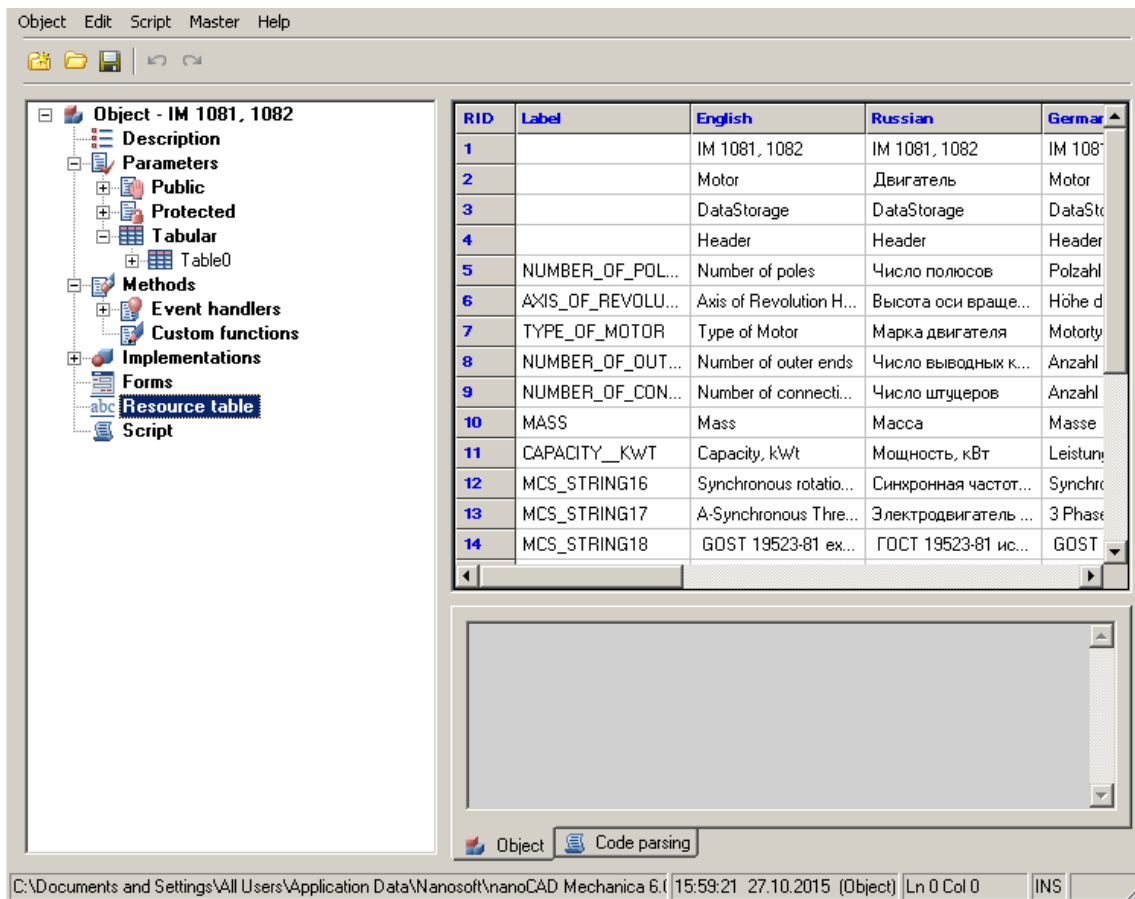 Object Edit Script Master Help
Object - IM 1081, 1082
Description
Parameters
Public
Protected
Tabular
Table0
Methods
Event handlers
Custom functions
Implementations
Forms
abc Resource table
Script
RID Label English Russian German
1 IM 1081, 1082 IM 1081, 1082 IM 108
2 Motor Двигатель Motor
3 DataStorage DataStorage DataSto
4 Header Header Header
5 NUMBER_OF_POL... Number of poles Число полюсов Polzahl
6 AXIS_OF_REVOLU... Axis of Revolution H... Высота оси враще... Höhe d
7 TYPE_OF_MOTOR Type of Motor Марка двигателя Motorty
8 NUMBER_OF_OUT... Number of outer ends Число выводных к... Anzahl
9 NUMBER_OF_CON... Number of connecti... Число штуцеров Anzahl
10 MASS Mass Масса Masse
11 CAPACITY__KWT Capacity, kWt Мощность, кВт Leistung
12 MCS_STRING16 Synchronous rotatio... Синхронная частот... Synchro
13 MCS_STRING17 A-Synchronous Thre... Электродвигатель ... 3 Phase
14 MCS_STRING18 GOST 19523-81 ex... ГОСТ 19523-81 ис... GOST
Object Code parsing
C:\Documents and Settings\All Users\Application Data\Nanosoft\nanoCAD Mechanica 6.( 15:59:21 27.10.2015 (Object) Ln 0 Col 0 INS